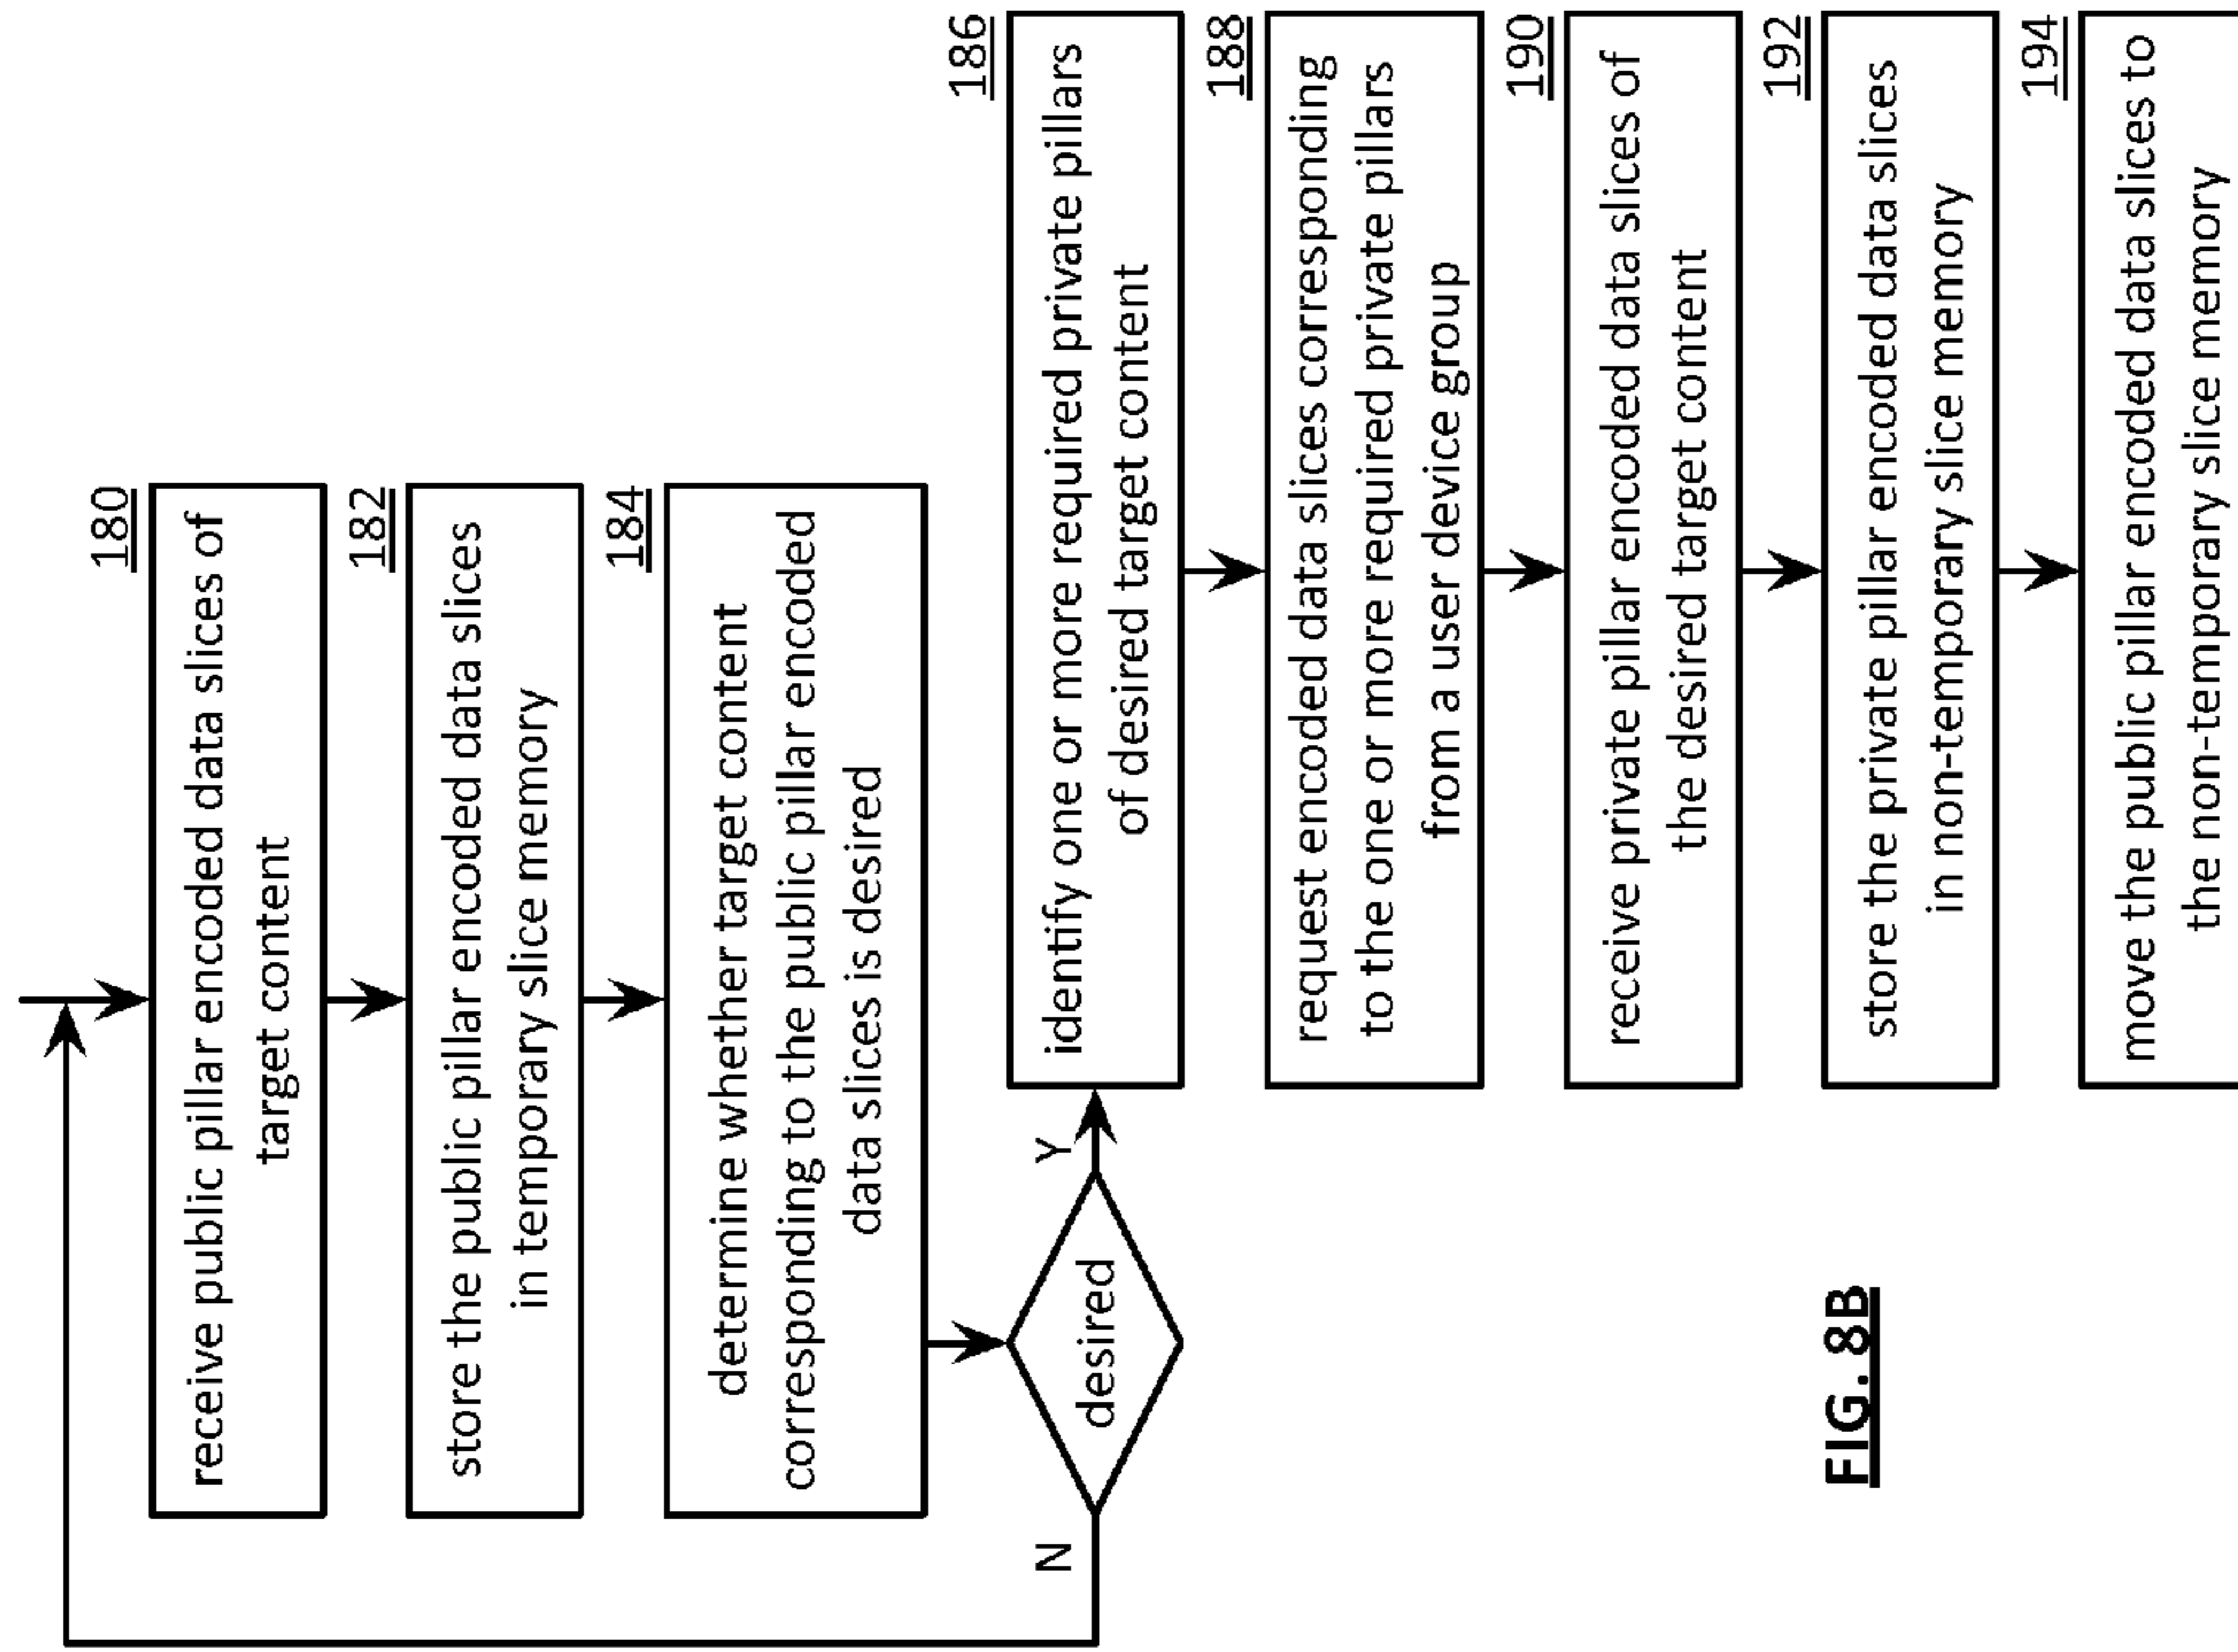 180
receive public pillar encoded data slices of
target content
182
store the public pillar encoded data slices
in temporary slice memory
184
determine whether target content
corresponding to the public pillar encoded
data slices is desired
N
desired
Y
186
identify one or more required private pillars
of desired target content
188
request encoded data slices corresponding
to the one or more required private pillars
from a user device group
190
receive private pillar encoded data slices of
the desired target content
192
store the private pillar encoded data slices
in non-temporary slice memory
194
move the public pillar encoded data slices to
the non-temporary slice memory
FIG. 8B